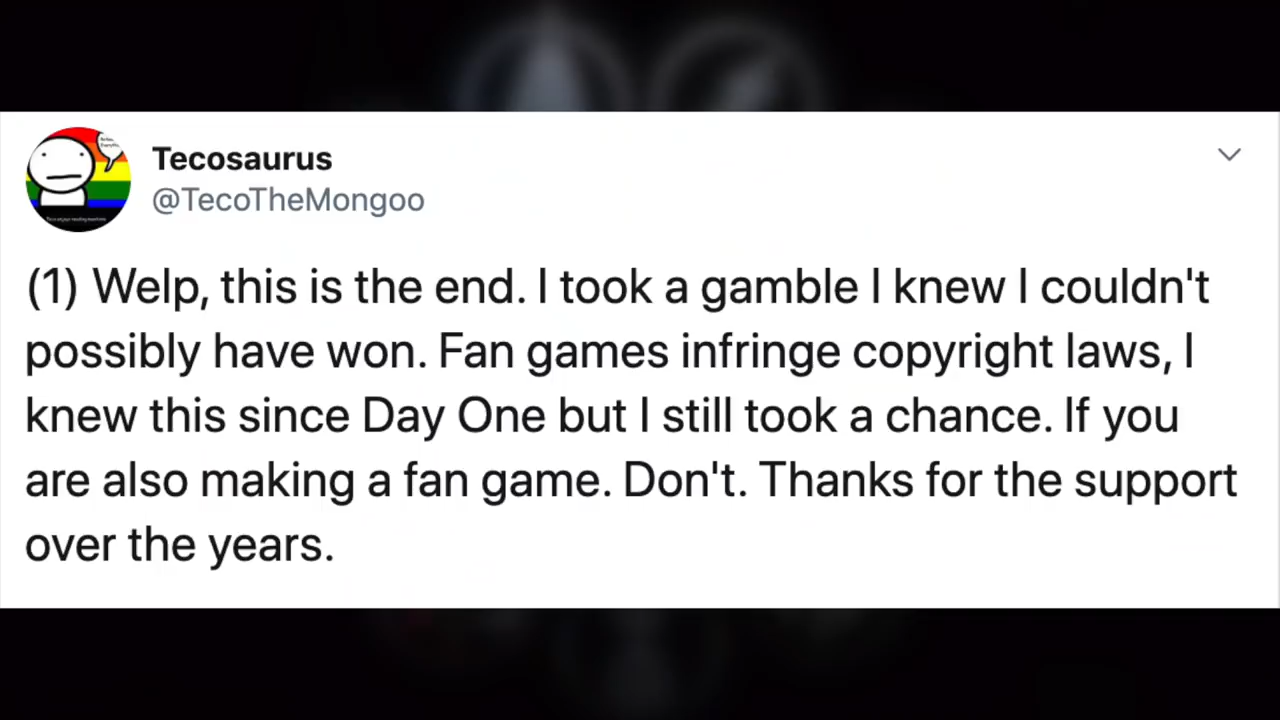 Tecosaurus
@TecoTheMongoo
(1) Welp, this is the end. I took a gamble I knew I couldn't
possibly have won. Fan games infringe copyright laws, I
knew this since Day One but I still took a chance. If you
are also making a fan game. Don't. Thanks for the support
over the years.